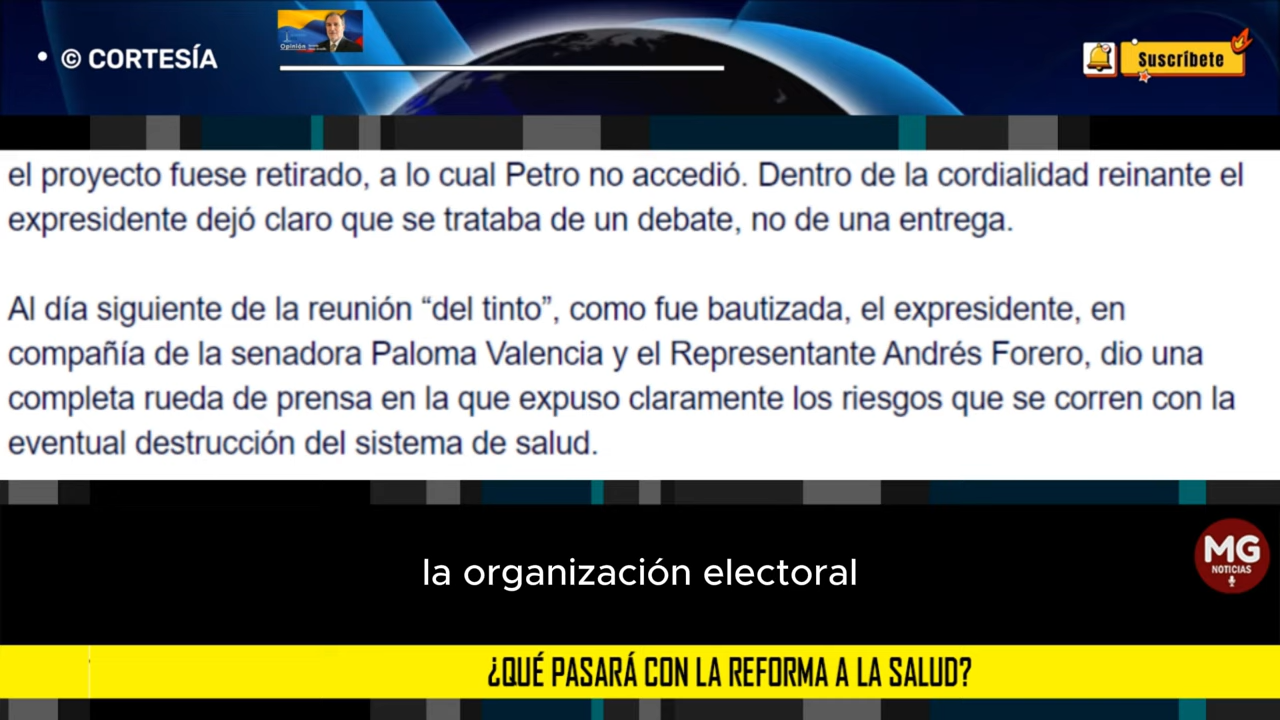 • © CORTESÍA
Opinión
Suscríbete
el proyecto fuese retirado, a lo cual Petro no accedió. Dentro de la cordialidad reinante el
expresidente dejó claro que se trataba de un debate, no de una entrega.
Al día siguiente de la reunión “del tinto”, como fue bautizada, el expresidente, en
compañía de la senadora Paloma Valencia y el Representante Andrés Forero, dio una
completa rueda de prensa en la que expuso claramente los riesgos que se corren con la
eventual destrucción del sistema de salud.
la organización electoral
MG
NOTICIAS
¿QUÉ PASARÁ CON LA REFORMA A LA SALUD?